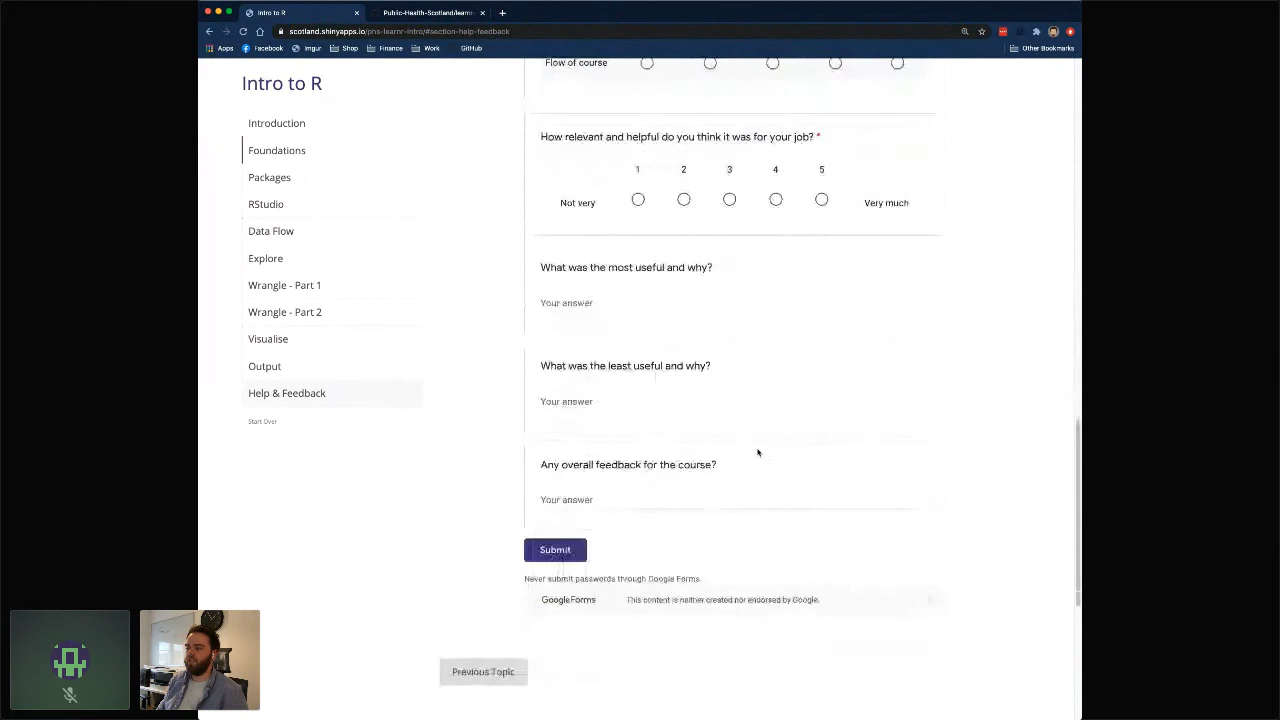 Intro to R
Public-Health-Scotland/learnr-
scotland.shinyapps.io/phs-learnr-intro/#section-help-feedback
Apps
Facebook
Imgur
Shop
Finance
Work
GitHub
Other Bookmarks
Intro to R
Introduction
Foundations
Packages
RStudio
Data Flow
Explore
Wrangle - Part 1
Wrangle - Part 2
Visualise
Output
Help & Feedback
Start Over
Flow of course
How relevant and helpful do you think it was for your job? *
1 2 3 4 5
Not very
Very much
What was the most useful and why?
Your answer
What was the least useful and why?
Your answer
Any overall feedback for the course?
Your answer
Submit
Never submit passwords through Google Forms.
Google Forms
This content is neither created nor endorsed by Google.
Previous Topic